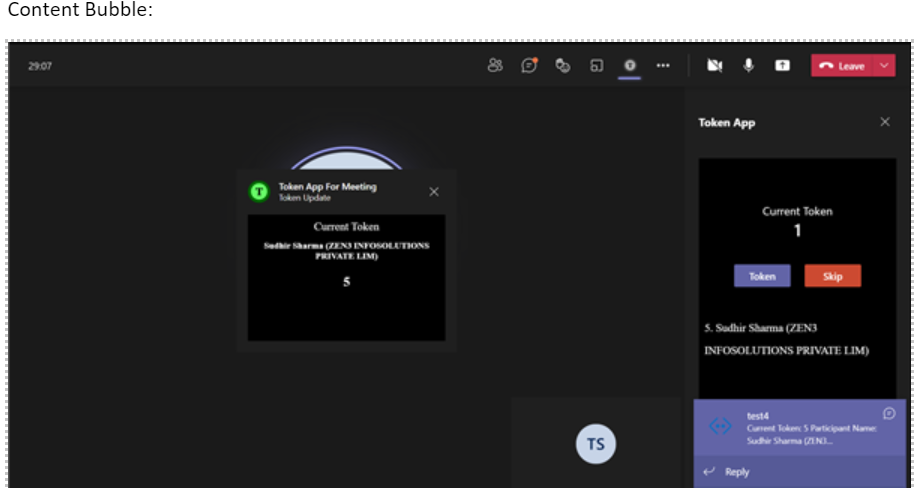 Content Bubble:
29:07
Leave
Token App
T
Token App For Meeting
Token Update
Current Token
Sudhir Sharma (ZEN3 INFOSOLUTIONS
PRIVATE LIM)
5
Current Token
1
Token Skip
5. Sudhir Sharma (ZEN3
INFOSOLUTIONS PRIVATE LIM)
TS
test4
Current Token: 5 Participant Name:
Sudhir Sharma (ZEN3...
Reply